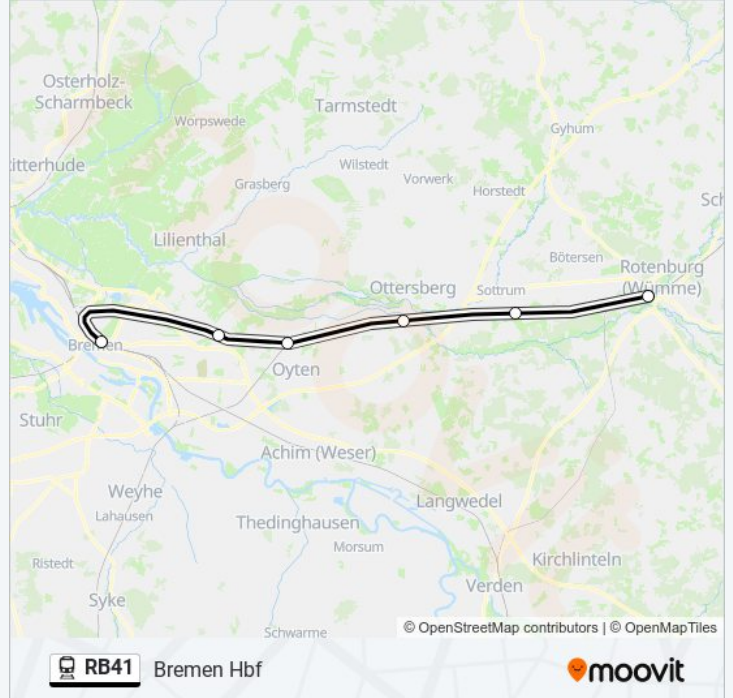 Osterholz-
Scharmbeck
Tarmstedt
Worpswede
Gyhum
ritterhude
Wilstedt
Vorwerk
Grasberg
Horstedt
Sch
Lilienthal
Bötersen
Rotenburg
(Wümme)
Ottersberg
Sottrum
Bremen
Oyten
Stuhr
Achim (Weser)
Weyhe
Langwedel
Lahausen
Thedinghausen
Morsum
Ristedt
Kirchlinteln
Verden
Syke
Schwarme
© OpenStreetMap contributors | © OpenMapTiles
RB41 Bremen Hbf
moovit